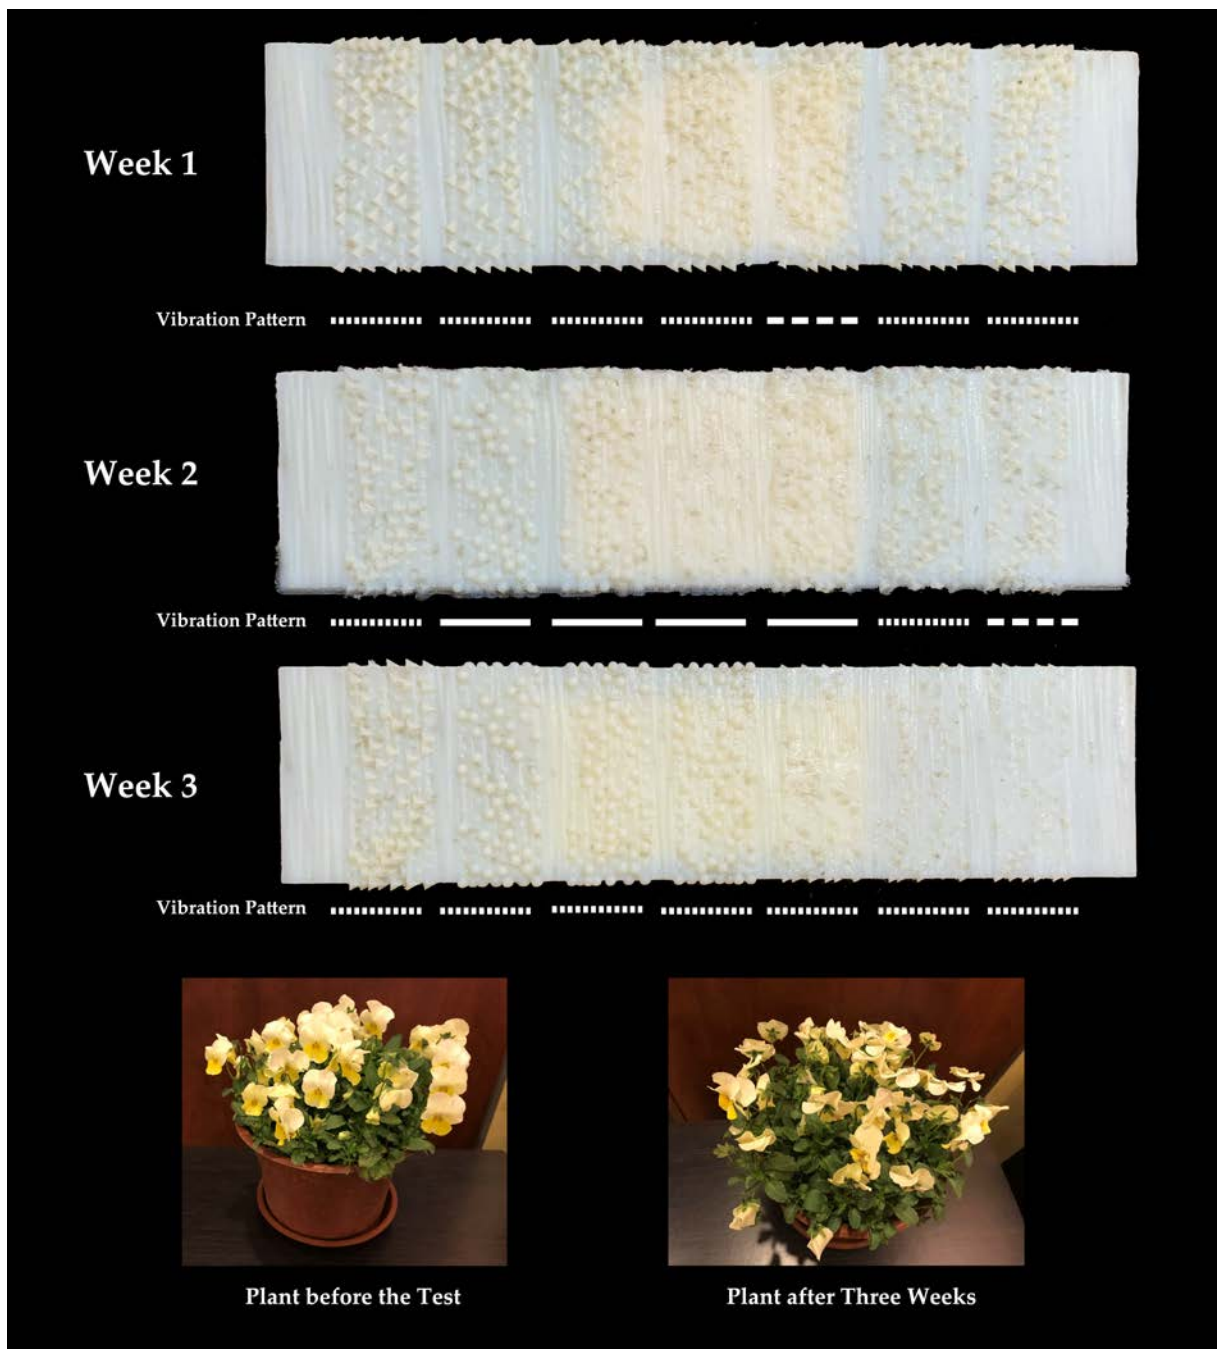 Week 1
Vibration Pattern
Week 2
Vibration Pattern
Week 3
Vibration Pattern
Plant before the Test
Plant after Three Weeks